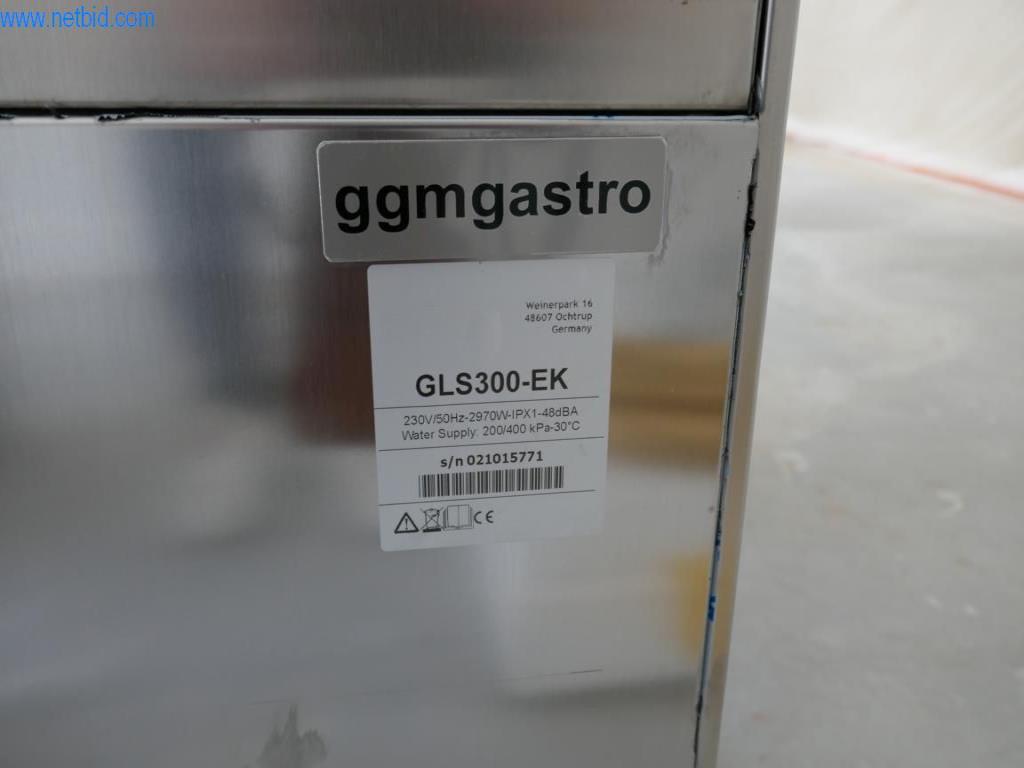 www.netbid.com
ggmgastro
Weinerpark 16
48607 Ochtrup
Germany
GLS300-EK
230V/50Hz-2970W-IPX1-48dBA
Water Supply: 200/400 kPa-30°C
s/n 021015771
CE